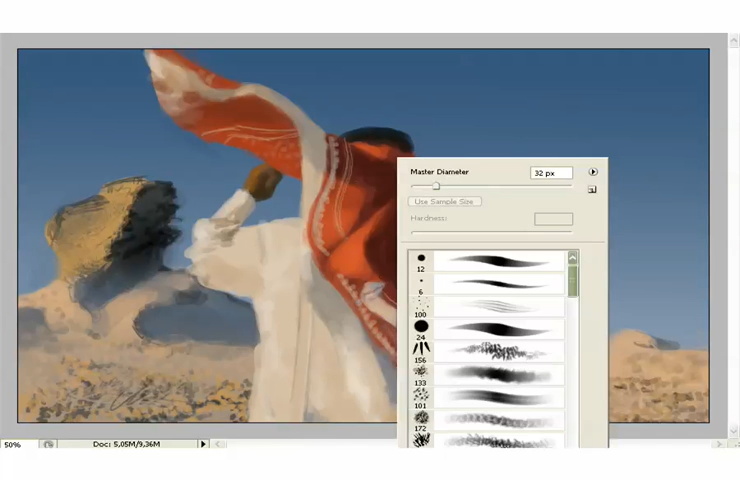 Master Diameter
32 px
Use Sample Size
Hardness:
12
6
100
24
156
133
101
172
50%
Doc: 5,05M/9,36M